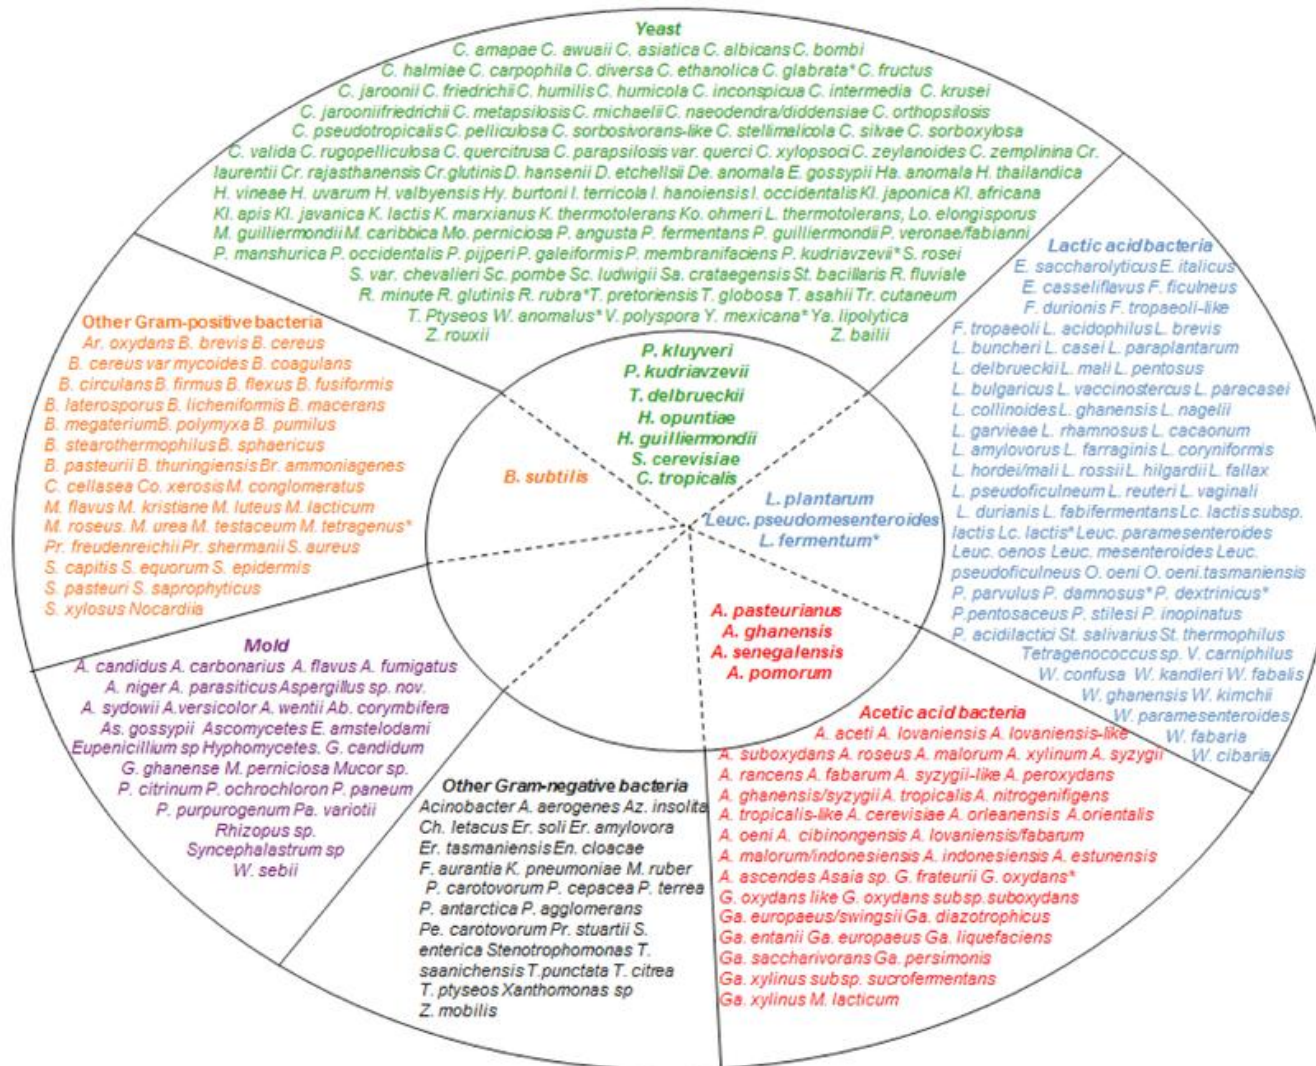 Yeast
C. amapae C. awuaii C. asiatica C. albicans C. bombi
C. halmiae C. carpophila C. diversa C. ethanolica C. glabrata* C. fructus
C. jaroonii C. friedrichii C. humilis C. humicola C. inconspicua C. intermedia C. krusei
C. jarooniifriedrichii C. metapsilosis C. michaelii C. naeodendra/diddensiae C. orthopsilosis
C. pseudotropicalis C. pelliculosa C. sorbosivorans-like C. stellimalicola C. silvae C. sorboxylosa
C. valida C. rugopelliculosa C. quercitrusa C. parapsilosis var. querci C. xylopsoci C. zeylanoides C. zemplinina Cr.
laurentii Cr. rajasthanensis Cr.glutinis D. hansenii D. etchellsii De. anomala E. gossypii Ha. anomala H. thailandica
H. vineae H. uvarum H. valbyensis Hy. burtoni I. terricola I. hanoiensis I. occidentalis Kl. japonica Kl. africana
Kl. apis Kl. javanica K. lactis K. marxianus K. thermotolerans Ko. ohmeri L. thermotolerans, Lo. elongisporus
M. guilliermondii M. caribbica Mo. perniciosa P. angusta P. fermentans P. guilliermondii P. veronae/fabianni
P. manshurica P. occidentalis P. pijperi P. galeiformis P. membranifaciens P. kudriavzevii* S. rosei
S. var. chevalieri Sc. pombe Sc. ludwigii Sa. crataegensis St. bacillaris R. fluviale
R. minute R. glutinis R. rubra* T. pretoriensis T. globosa T. asahii Tr. cutaneum
T. Ptyseos W. anomalus* V. polyspora Y. mexicana* Ya. lipolytica
Z. rouxii Z. bailii
P. kluyveri
P. kudriavzevii
T. delbrueckii
H. opuntiae
H. guilliermondii
S. cerevisiae
C. tropicalis
Lactic acid bacteria
E. saccharolyticus E. italicus
E. casseliflavus F. ficulneus
F. durionis F. tropaeoli-like
F. tropaeoli L. acidophilus L. brevis
L. buncheri L. casei L. paraplantarum
L. delbrueckii L. mali L. pentosus
L. bulgaricus L. vaccinostercus L. paracasei
L. collinoides L. ghanensis L. nagelii
L. garvieae L. rhamnosus L. cacaonum
L. amylovorus L. farraginis L. coryniformis
L. hordei/mali L. rossii L. hilgardii L. fallax
L. pseudoficulneum L. reuteri L. vaginali
L. durianis L. fabifermentans Lc. lactis subsp.
lactis Lc. lactis* Leuc. paramesenteroides
Leuc. oenos Leuc. mesenteroides Leuc.
pseudoficulneus O. oeni O. oeni.tasmaniensis
P. parvulus P. damnosus* P. dextrinicus*
P.pentosaceus P. stilesi P. inopinatus
P. acidilactici St. salivarius St. thermophilus
Tetragenococcus sp. V. carniphilus
W. confusa W. kandleri W. fabalis
W. ghanensis W. kimchii
W. paramesenteroides
W. fabaria
W. cibaria
L. plantarum
Leuc. pseudomesenteroides
L. fermentum*
Other Gram-positive bacteria
Ar. oxydans B. brevis B. cereus
B. cereus var mycoides B. coagulans
B. circulans B. firmus B. flexus B. fusiformis
B. laterosporus B. licheniformis B. macerans
B. megaterium B. polymyxa B. pumilus
B. stearothermophilus B. sphaericus
B. pasteurii B. thuringiensis Br. ammoniagenes
C. cellasea Co. xerosis M. conglometratus
M. flavus M. kristiane M. luteus M. lacticum
M. roseus. M. urea M. testaceum M. tetragenus*
Pr. freudenreichii Pr. shermanii S. aureus
S. capitis S. equorum S. epidermis
S. pasteuri S. saprophyticus
S. xylosus Nocardiia
B. subtilis
A. pasteurianus
A. ghanensis
A. senegalensis
A. pomorum
Mold
A. candidus A. carbonarius A. flavus A. fumigatus
A. niger A. parasiticus Aspergillus sp. nov.
A. sydowii A.versicolor A. wentii Ab. corymbifera
As. gossypii Ascomycetes E. amstelodami
Eupenicillium sp Hyphomycetes. G. candidum
G. ghanense M. perniciosa Mucor sp.
P. citrinum P. ochrochloron P. paneum
P. purpurogenum Pa. variotii
Rhizopus sp.
Syncephalastrum sp
W. sebii
Other Gram-negative bacteria
Acinobacter A. aerogenes Az. insolita
Ch. letacus Er. soli Er. amylovora
Er. tasmaniensis En. cloacae
F. aurantia K. pneumoniae M. ruber
P. carotovorum P. cepacea P. terrea
P. antarctica P. agglomerans
Pe. carotovorum Pr. stuartii S.
enterica Stenotrophomonas T.
saanichensis T.punctata T. citrea
T. ptyseos Xanthomonas sp
Z. mobilis
Acetic acid bacteria
A. aceti A. lovaniensis A. lovaniensis-like
A. suboxydans A. roseus A. malorum A. xylinum A. syzygii
A. rancens A. fabarum A. syzygii-like A. peroxydans
A. ghanensis/syzygii A. tropicalis A. nitrogenifigens
A. tropicalis-like A. cerevisiae A. orleanensis A.orientalis
A. oeni A. cibinongensis A. lovaniensis/fabarum
A. malorum/indonesiensis A. indonesiensis A. estunensis
A. ascendes Asaia sp. G. frateurii G. oxydans*
G. oxydans like G. oxydans subsp.suboxydans
Ga. europaeus/swingsii Ga. diazotrophicus
Ga. entanii Ga. europaeus Ga. liquefaciens
Ga. saccharivorans Ga. persimonis
Ga. xylinus subsp. sucrofermentans
Ga. xylinus M. lacticum